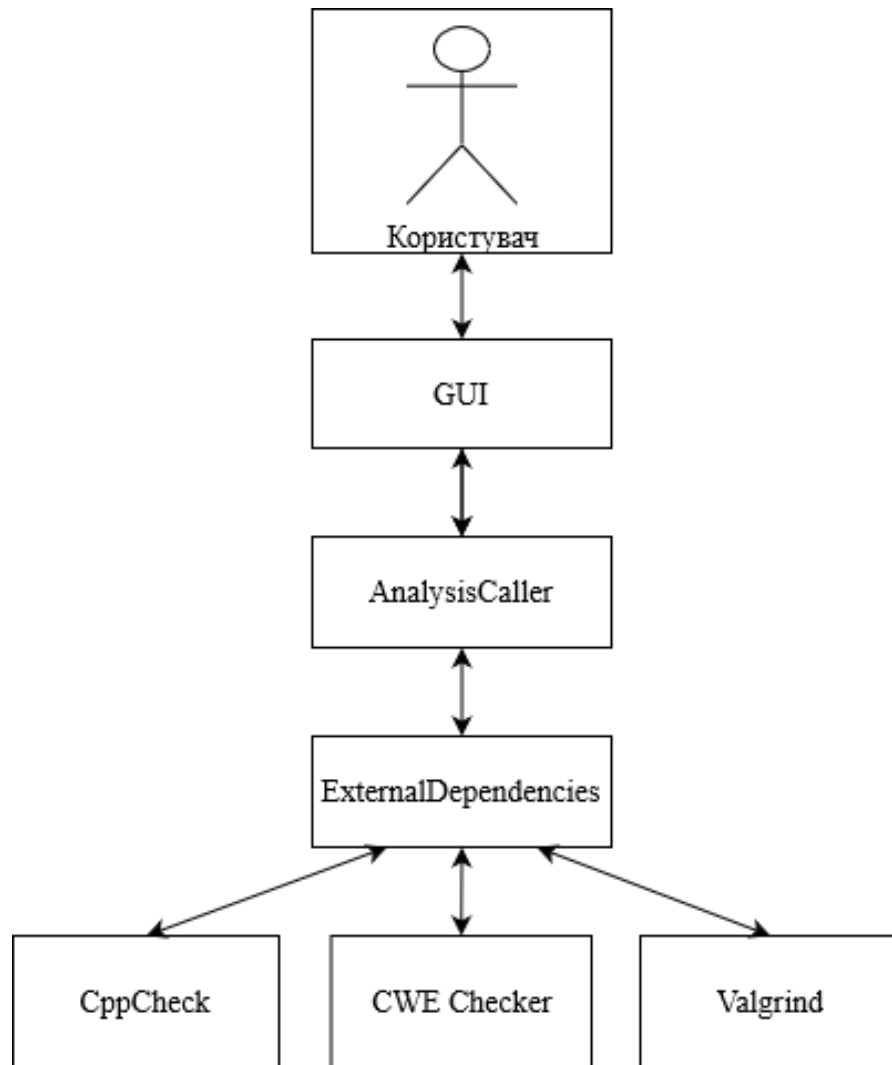 Користувач
GUI
AnalysisCaller
ExternalDependencies
CppCheck
CWE Checker
Valgrind